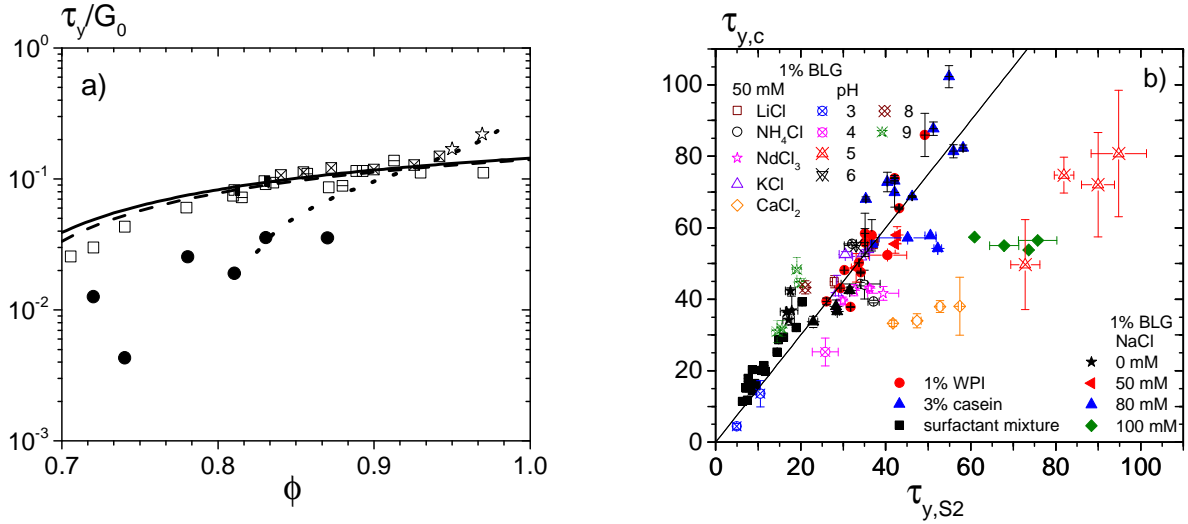 τy/G0
a)
10^0
10^-1
10^-2
10^-3
0.7 0.8 0.9 1.0
ϕ
τy,c
b)
100
80
60
40
20
0
0 20 40 60 80 100
τy,S2
1% BLG
50 mM pH
LiCl 3 8
NH4Cl 4 9
NdCl3 5
KCl 6
CaCl2
1% WPI
3% casein
surfactant mixture
1% BLG
NaCl
0 mM
50 mM
80 mM
100 mM